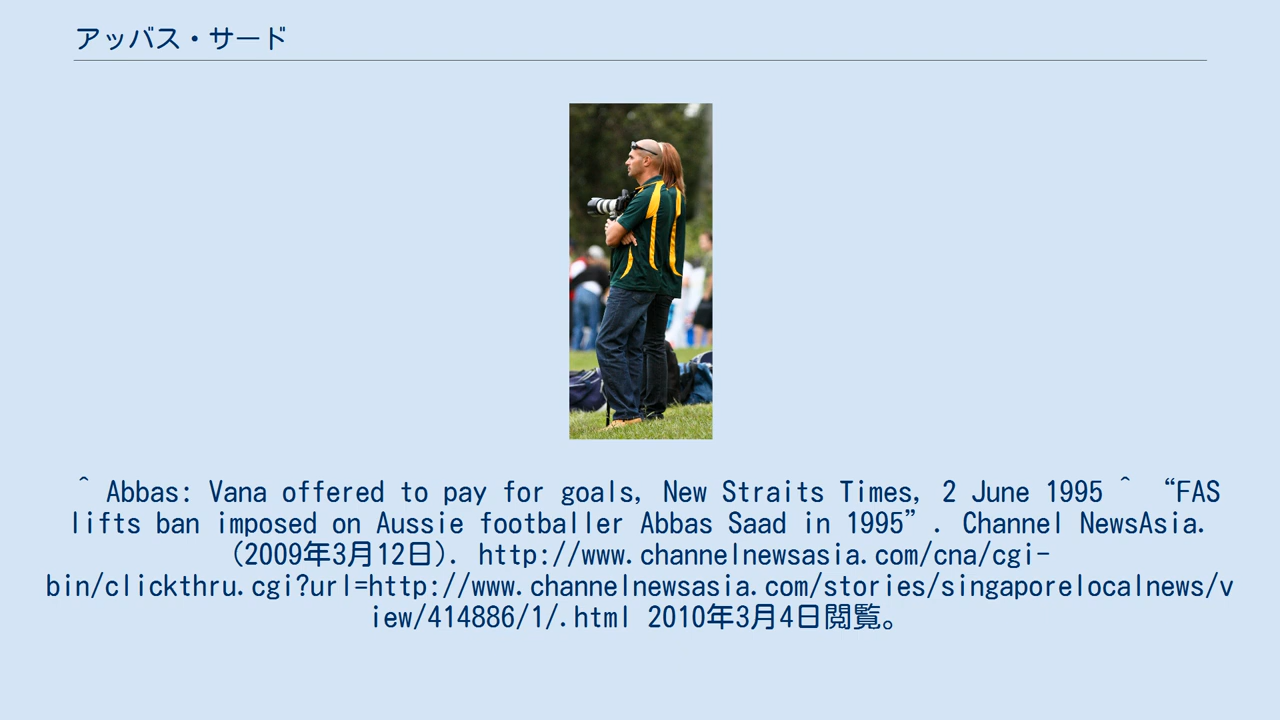 アッバス・サード
^ Abbas: Vana offered to pay for goals, New Straits Times, 2 June 1995 ^ “FAS
lifts ban imposed on Aussie footballer Abbas Saad in 1995”. Channel NewsAsia.
(2009年3月12日). http://www.channelnewsasia.com/cna/cgi-
bin/clickthru.cgi?url=http://www.channelnewsasia.com/stories/singaporelocalnews/v
iew/414886/1/.html 2010年3月4日閲覧。